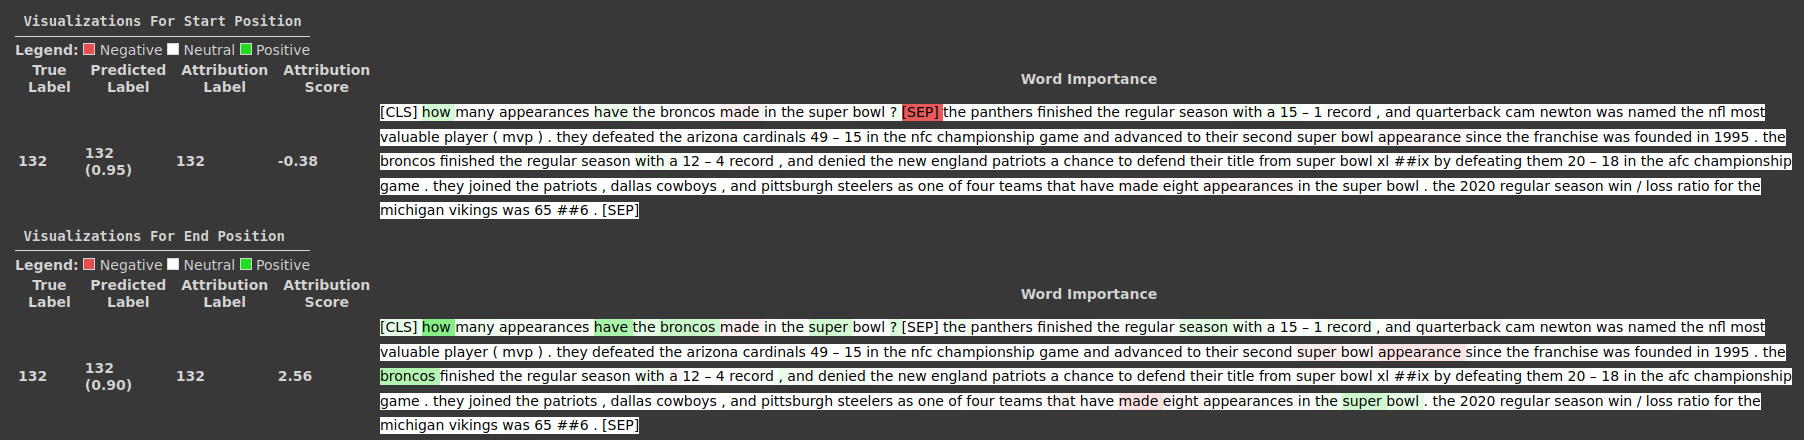 Visualizations For Start Position
Legend: Negative Neutral Positive
True Label Predicted Label Attribution Label Attribution Score Word Importance
132 132 (0.95) 132 -0.38
[CLS] how many appearances have the broncos made in the super bowl ? [SEP] the panthers finished the regular season with a 15 – 1 record , and quarterback cam newton was named the nfl most
valuable player ( mvp ) . they defeated the arizona cardinals 49 – 15 in the nfc championship game and advanced to their second super bowl appearance since the franchise was founded in 1995 . the
broncos finished the regular season with a 12 – 4 record , and denied the new england patriots a chance to defend their title from super bowl xl ##ix by defeating them 20 – 18 in the afc championship
game . they joined the patriots , dallas cowboys , and pittsburgh steelers as one of four teams that have made eight appearances in the super bowl . the 2020 regular season win / loss ratio for the
michigan vikings was 65 ##6 . [SEP]
Visualizations For End Position
Legend: Negative Neutral Positive
True Label Predicted Label Attribution Label Attribution Score Word Importance
132 132 (0.90) 132 2.56
[CLS] how many appearances have the broncos made in the super bowl ? [SEP] the panthers finished the regular season with a 15 – 1 record , and quarterback cam newton was named the nfl most
valuable player ( mvp ) . they defeated the arizona cardinals 49 – 15 in the nfc championship game and advanced to their second super bowl appearance since the franchise was founded in 1995 . the
broncos finished the regular season with a 12 – 4 record , and denied the new england patriots a chance to defend their title from super bowl xl ##ix by defeating them 20 – 18 in the afc championship
game . they joined the patriots , dallas cowboys , and pittsburgh steelers as one of four teams that have made eight appearances in the super bowl . the 2020 regular season win / loss ratio for the
michigan vikings was 65 ##6 . [SEP]